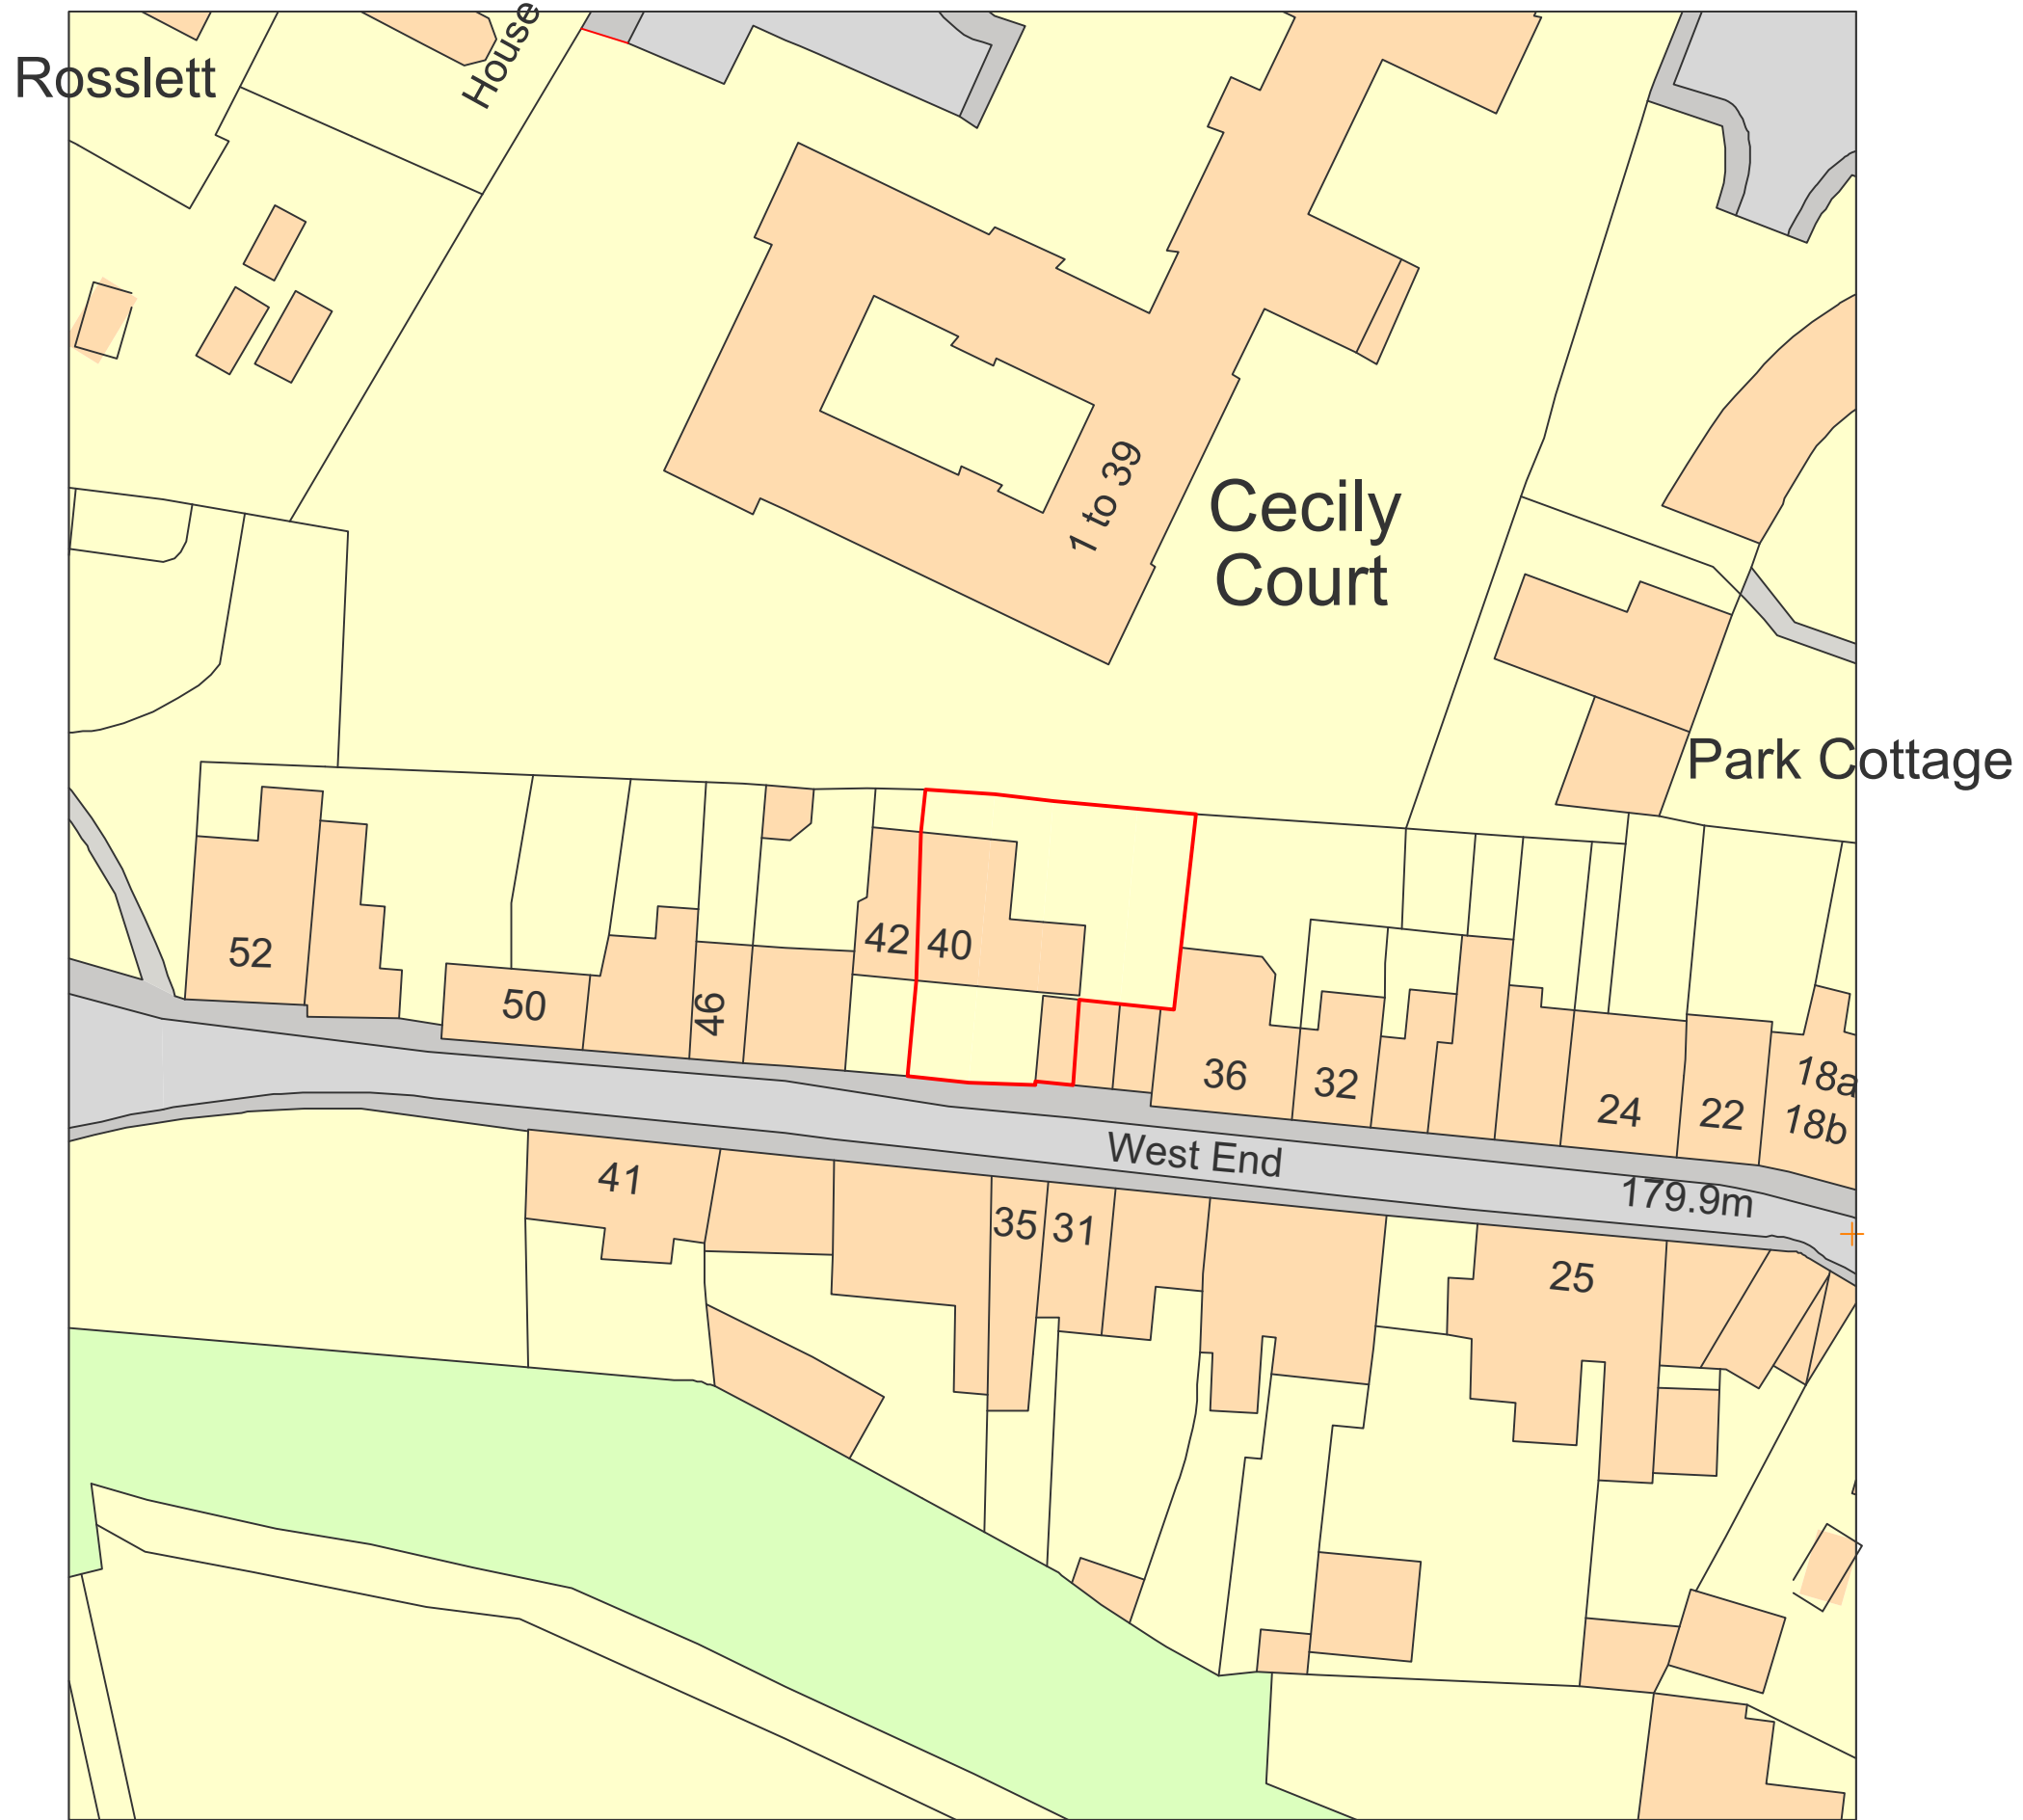 House
Rosslett
1 to 39
Cecily
Court
Park Cottage
52
42
40
50
46
36
32
24
22
18a
18b
West End
179.9m
41
35
31
25